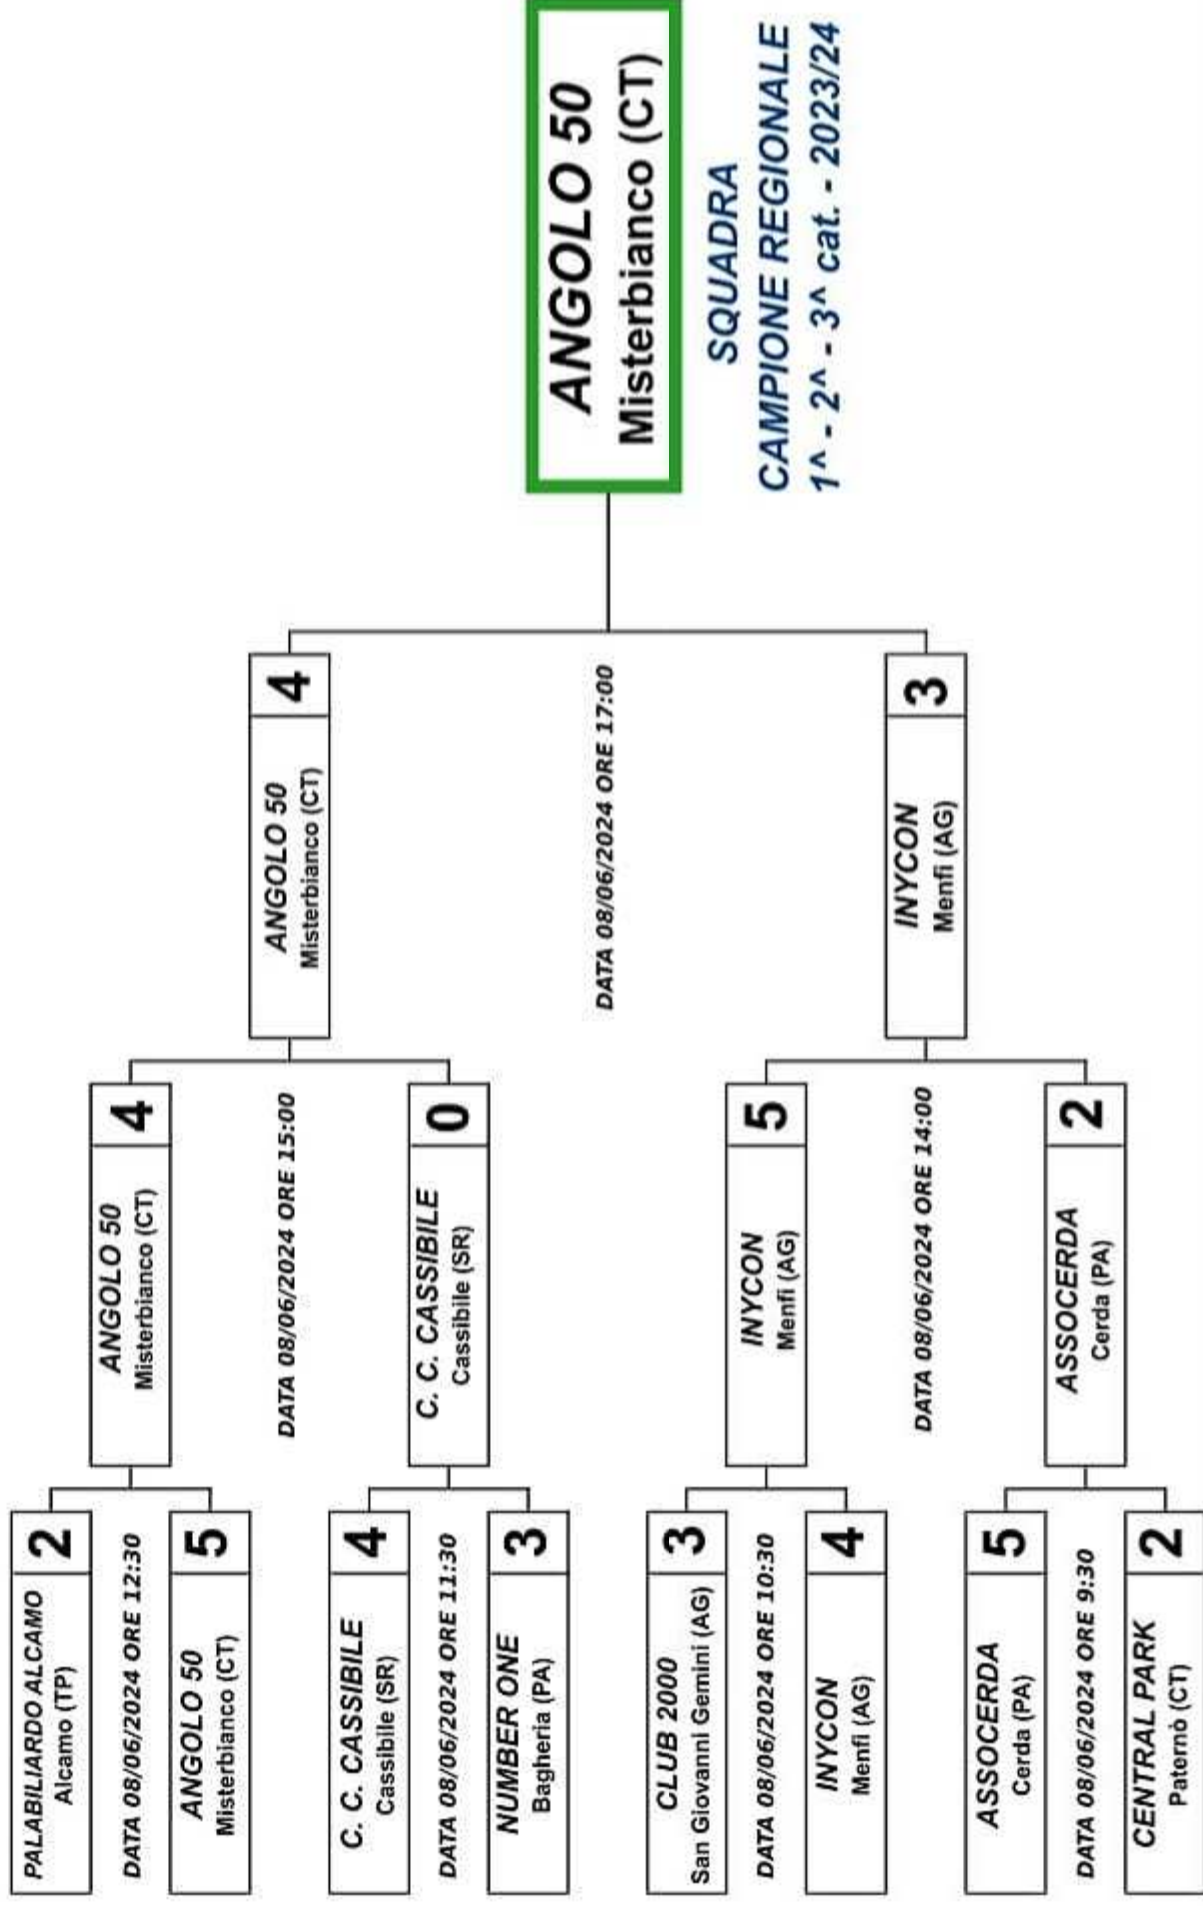 PALABILIARDO ALCAMO
Alcamo (TP)
2
DATA 08/06/2024 ORE 12:30
ANGOLO 50
Misterbianco (CT)
5
C. C. CASSIBILE
Cassibile (SR)
4
DATA 08/06/2024 ORE 11:30
NUMBER ONE
Bagheria (PA)
3
CLUB 2000
San Giovanni Gemini (AG)
3
DATA 08/06/2024 ORE 10:30
INYCON
Menfi (AG)
4
ASSOCERDA
Cerda (PA)
5
DATA 08/06/2024 ORE 9:30
CENTRAL PARK
Paternò (CT)
2
ANGOLO 50
Misterbianco (CT)
4
DATA 08/06/2024 ORE 15:00
C. C. CASSIBILE
Cassibile (SR)
0
INYCON
Menfi (AG)
5
DATA 08/06/2024 ORE 14:00
ASSOCERDA
Cerda (PA)
2
ANGOLO 50
Misterbianco (CT)
4
DATA 08/06/2024 ORE 17:00
INYCON
Menfi (AG)
3
ANGOLO 50
Misterbianco (CT)
SQUADRA
CAMPIONE REGIONALE
1^ - 2^ - 3^ cat. - 2023/24